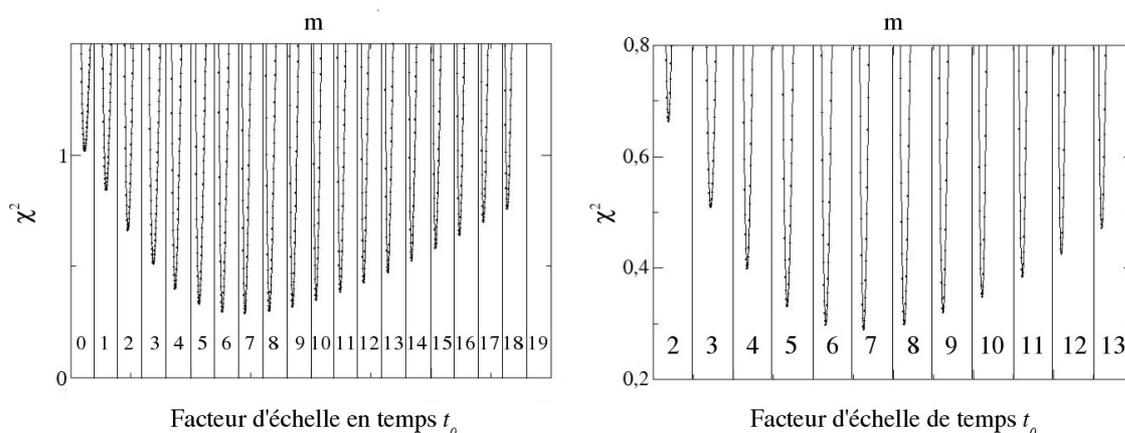 m
χ²
1
0
0 1 2 3 4 5 6 7 8 9 10 11 12 13 14 15 16 17 18 19
Facteur d'échelle en temps t₀
m
0,8
0,6
χ²
0,4
0,2
2 3 4 5 6 7 8 9 10 11 12 13
Facteur d'échelle de temps t₀